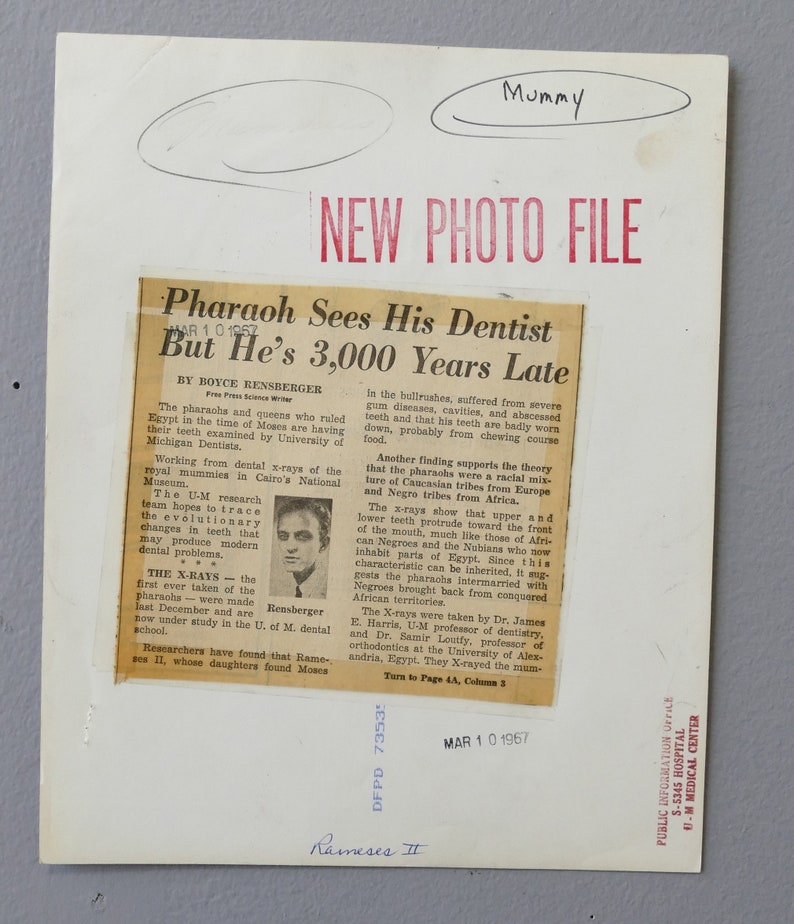 Mummy
NEW PHOTO FILE
Pharaoh Sees His Dentist
MAR 10 1967
But He's 3,000 Years Late
BY BOYCE RENSBERGER
Free Press Science Writer
The pharaohs and queens who ruled
Egypt in the time of Moses are having
their teeth examined by University of
Michigan Dentists.
Working from dental x-rays of the
royal mummies in Cairo's National
Museum.
The U-M research
team hopes to trace
the evolutionary
changes in teeth that
may produce modern
dental problems.
* * *
THE X-RAYS — the
first ever taken of the
pharaohs — were made
last December and are
now under study in the U. of M. dental
school.
Rensberger
Researchers have found that Rame-
ses II, whose daughters found Moses
in the bullrushes, suffered from severe
gum diseases, cavities, and abscessed
teeth and that his teeth are badly worn
down, probably from chewing course
food.
Another finding supports the theory
that the pharaohs were a racial mix-
ture of Caucasian tribes from Europe
and Negro tribes from Africa.
The x-rays show that upper and
lower teeth protrude toward the front
of the mouth, much like those of Afri-
can Negroes and the Nubians who now
inhabit parts of Egypt. Since this
characteristic can be inherited, it sug-
gests the pharaohs intermarried with
Negroes brought back from conquered
African territories.
The X-rays were taken by Dr. James
E. Harris, U-M professor of dentistry,
and Dr. Samir Loutfy, professor of
orthodontics at the University of Alex-
andria, Egypt. They X-rayed the mum-
Turn to Page 4A, Column 3
DFPD 73535
MAR 10 1967
PUBLIC INFORMATION OFFICE
S-5345 HOSPITAL
U-M MEDICAL CENTER
Rameses II